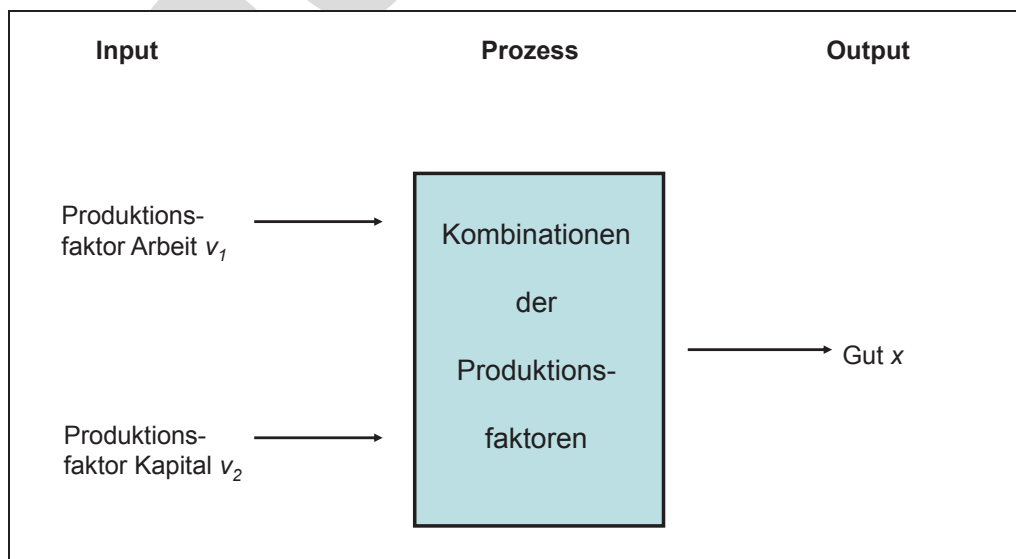 Input
Prozess
Output
Produktions-
faktor Arbeit v₁
Kombinationen
der
Produktions-
faktoren
Gut x
Produktions-
faktor Kapital v₂